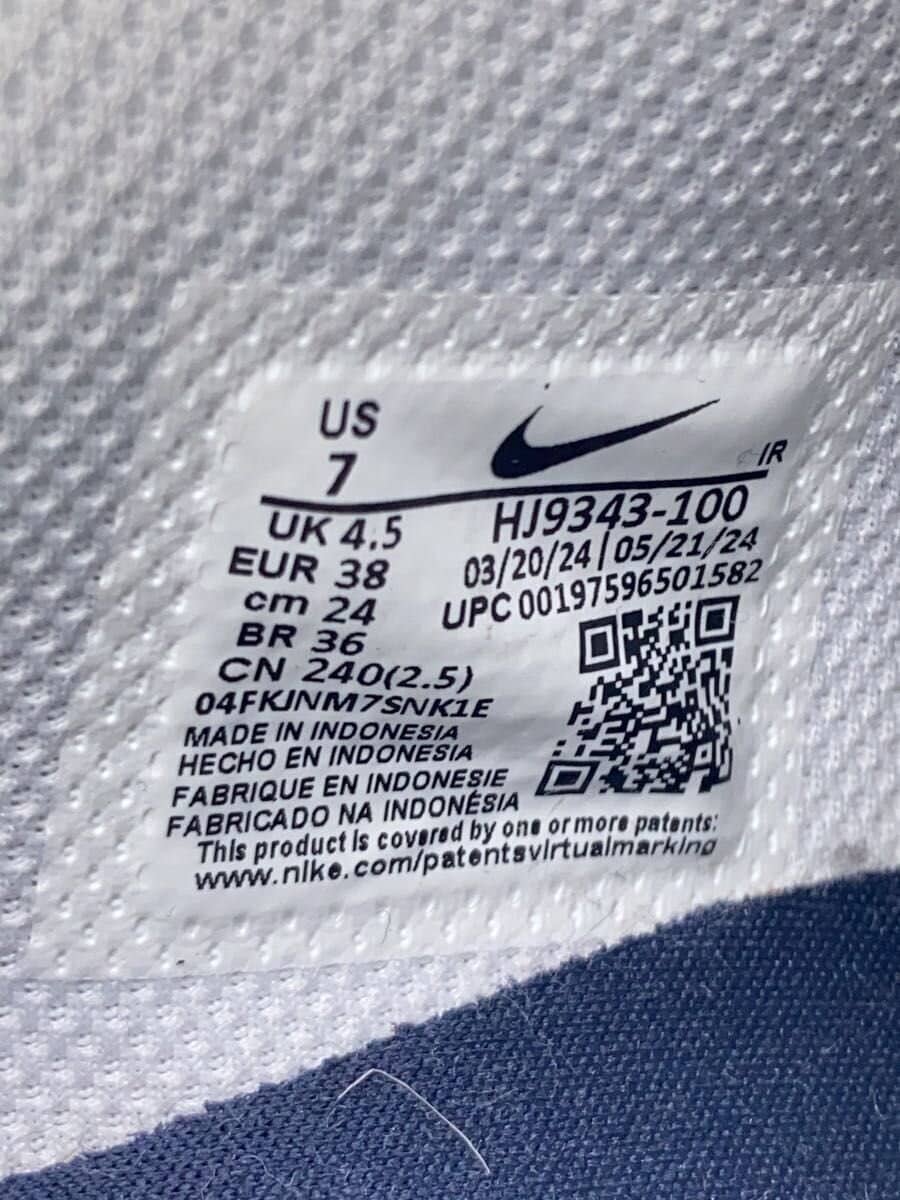 US
7
IR
UK 4.5
EUR 38
cm 24
BR 36
CN 240(2.5)
HJ9343-100
03/20/24 | 05/21/24
UPC 00197596501582
04FKJNM7SNK1E
MADE IN INDONESIA
HECHO EN INDONESIA
FABRIQUE EN INDONESIE
FABRICADO NA INDONÉSIA
This product is covered by one or more patents:
www.nike.com/patentsvirtualmarking